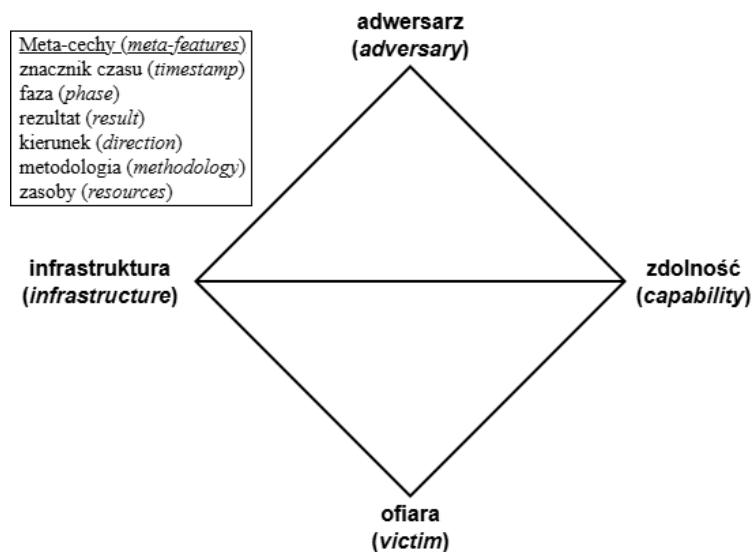 Meta-cechy (meta-features)
znacznik czasu (timestamp)
faza (phase)
rezultat (result)
kierunek (direction)
metodologia (methodology)
zasoby (resources)
adwersarz
(adversary)
infrastruktura
(infrastructure)
zdolność
(capability)
ofiara
(victim)